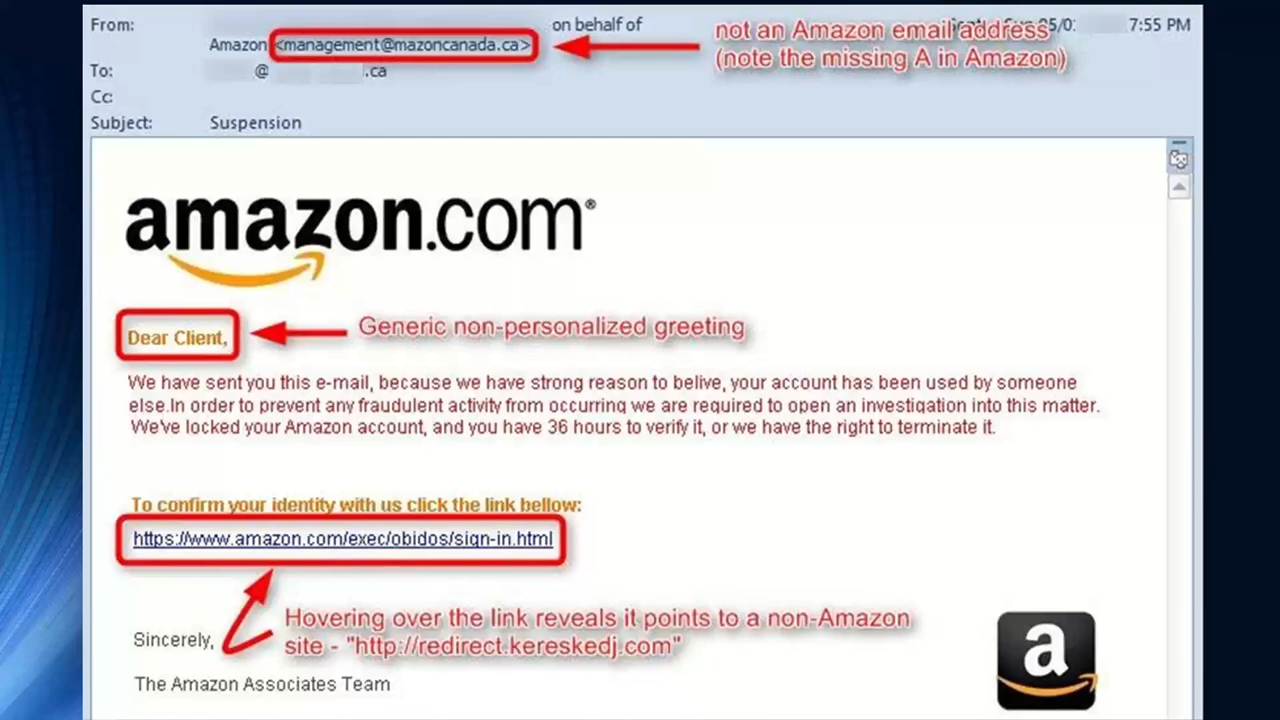 From:
on behalf of
7:55 PM
Amazon <management@mazoncanada.ca>
not an Amazon email address
(note the missing A in Amazon)
To:
@ .ca
Cc:
Subject: Suspension
amazon.com®
Dear Client,
Generic non-personalized greeting
We have sent you this e-mail, because we have strong reason to belive, your account has been used by someone
else.In order to prevent any fraudulent activity from occurring we are required to open an investigation into this matter.
We've locked your Amazon account, and you have 36 hours to verify it, or we have the right to terminate it.
To confirm your identity with us click the link bellow:
https://www.amazon.com/exec/obidos/sign-in.html
Hovering over the link reveals it points to a non-Amazon
site - "http://redirect.kereskedj.com"
Sincerely,
The Amazon Associates Team
a